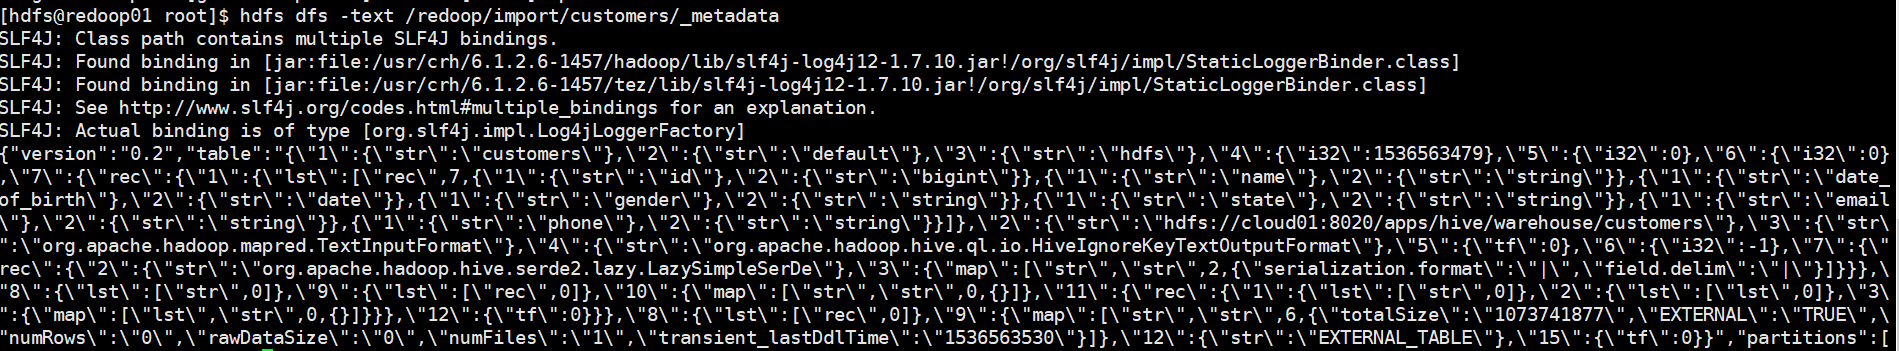 [hdfs@redoop01 root]$ hdfs dfs -text /redoop/import/customers/_metadata
SLF4J: Class path contains multiple SLF4J bindings.
SLF4J: Found binding in [jar:file:/usr/crh/6.1.2.6-1457/hadoop/lib/slf4j-log4j12-1.7.10.jar!/org/slf4j/impl/StaticLoggerBinder.class]
SLF4J: Found binding in [jar:file:/usr/crh/6.1.2.6-1457/tez/lib/slf4j-log4j12-1.7.10.jar!/org/slf4j/impl/StaticLoggerBinder.class]
SLF4J: See http://www.slf4j.org/codes.html#multiple_bindings for an explanation.
SLF4J: Actual binding is of type [org.slf4j.impl.Log4jLoggerFactory]
{"version":"0.2","table":"{\"1\":{\"str\":\"customers\"},\"2\":{\"str\":\"default\"},\"3\":{\"str\":\"hdfs\"},\"4\":{\"i32\":1536563479},\"5\":{\"i32\":0},\"6\":{\"i32\":0}
,\"7\":{\"rec\":{\"1\":{\"lst\":[\"rec\",7,{\"1\":{\"str\":\"id\"},\"2\":{\"str\":\"bigint\"}},{\"1\":{\"str\":\"name\"},\"2\":{\"str\":\"string\"}},{\"1\":{\"str\":\"date_
of_birth\"},\"2\":{\"str\":\"date\"}},{\"1\":{\"str\":\"gender\"},\"2\":{\"str\":\"string\"}},{\"1\":{\"str\":\"state\"},\"2\":{\"str\":\"string\"}},{\"1\":{\"str\":\"email
\"},\"2\":{\"str\":\"string\"}},{\"1\":{\"str\":\"phone\"},\"2\":{\"str\":\"string\"}}]},\"2\":{\"str\":\"hdfs://cloud01:8020/apps/hive/warehouse/customers\"},\"3\":{\"str\
":\"org.apache.hadoop.mapred.TextInputFormat\"},\"4\":{\"str\":\"org.apache.hadoop.hive.ql.io.HiveIgnoreKeyTextOutputFormat\"},\"5\":{\"tf\":0},\"6\":{\"i32\":-1},\"7\":{\"
rec\":{\"2\":{\"str\":\"org.apache.hadoop.hive.serde2.lazy.LazySimpleSerDe\"},\"3\":{\"map\":[\"str\",\"str\",2,{\"serialization.format\":\"|\",\"field.delim\":\"|\"}]}}},\
"8\":{\"lst\":[\"str\",0]},\"9\":{\"lst\":[\"rec\",0]},\"10\":{\"map\":[\"str\",\"str\",0,{}]},\"11\":{\"rec\":{\"1\":{\"lst\":[\"str\",0]},\"2\":{\"lst\":[\"lst\",0]},\"3\
":{\"map\":[\"lst\",\"str\",0,{}]}}},\"12\":{\"tf\":0}}},\"8\":{\"lst\":[\"rec\",0]},\"9\":{\"map\":[\"str\",\"str\",6,{\"totalSize\":\"1073741877\",\"EXTERNAL\":\"TRUE\",\
"numRows\":\"0\",\"rawDataSize\":\"0\",\"numFiles\":\"1\",\"transient_lastDdlTime\":\"1536563530\"}]},\"12\":{\"str\":\"EXTERNAL_TABLE\"},\"15\":{\"tf\":0}}","partitions":[